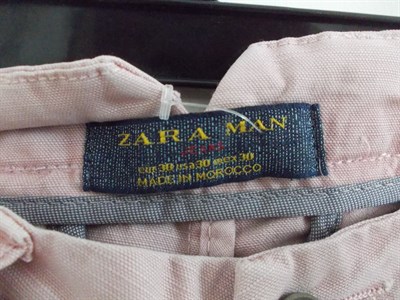 ZARA MAN
EUR 30 USA 30 MEX 30
MADE IN MOROCCO